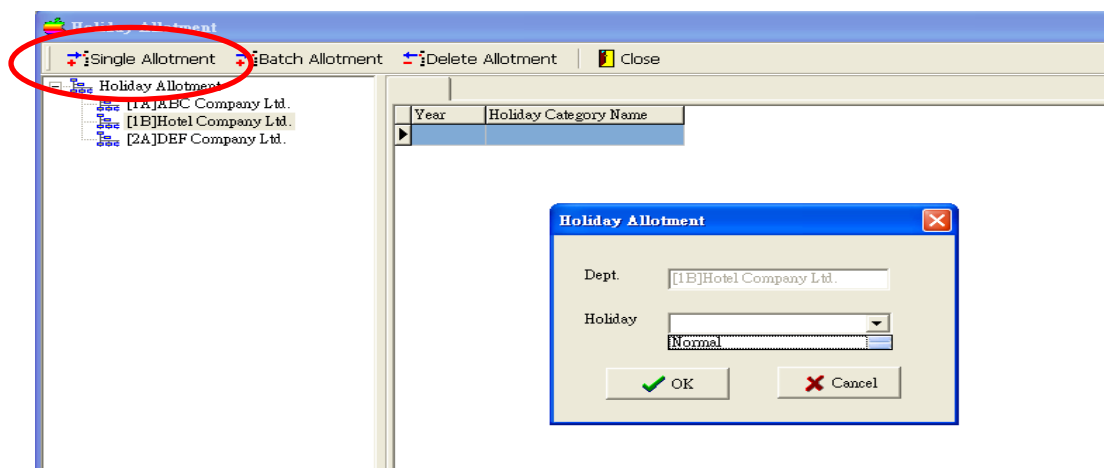 Holiday Allotment
Single Allotment Batch Allotment Delete Allotment Close
Holiday Allotment
[1A]ABC Company Ltd.
[1B]Hotel Company Ltd.
[2A]DEF Company Ltd.
Year Holiday Category Name
Holiday Allotment
Dept. [1B]Hotel Company Ltd.
Holiday
Normal
OK Cancel